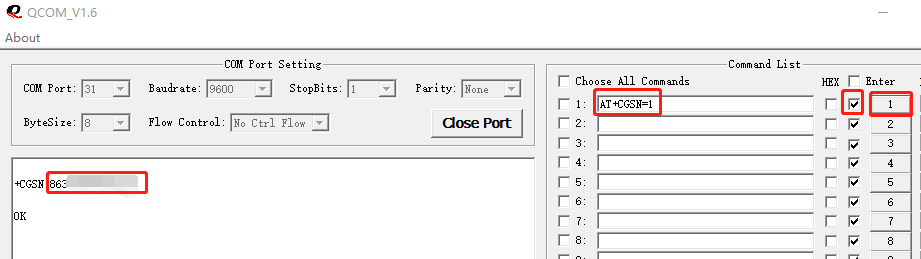 QCOM_V1.6
About
COM Port Setting
COM Port: 31 Baudrate: 9600 StopBits: 1 Parity: None
ByteSize: 8 Flow Control: No Ctrl Flow Close Port
+CGSN 863
OK
Command List
Choose All Commands HEX Enter
1: AT+CGSN=1 1
2: 2
3: 3
4: 4
5: 5
6: 6
7: 7
8: 8